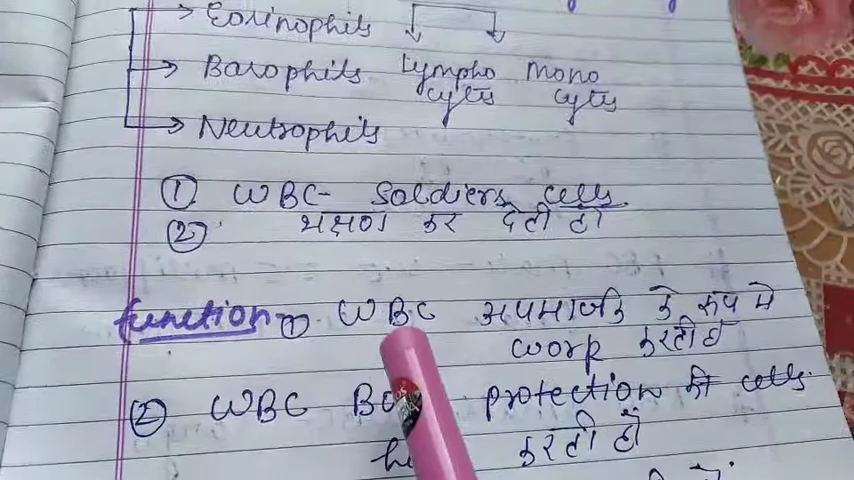 Eosinophils
Basophils Lympho cytes Mono cytes
Neutrophils
① WBC- Soldiers cells
② भक्षण कर देती हैं
function- ① WBC अपमार्जक के रूप मे
worp करती है
② WBC protection की cells
करती हैं